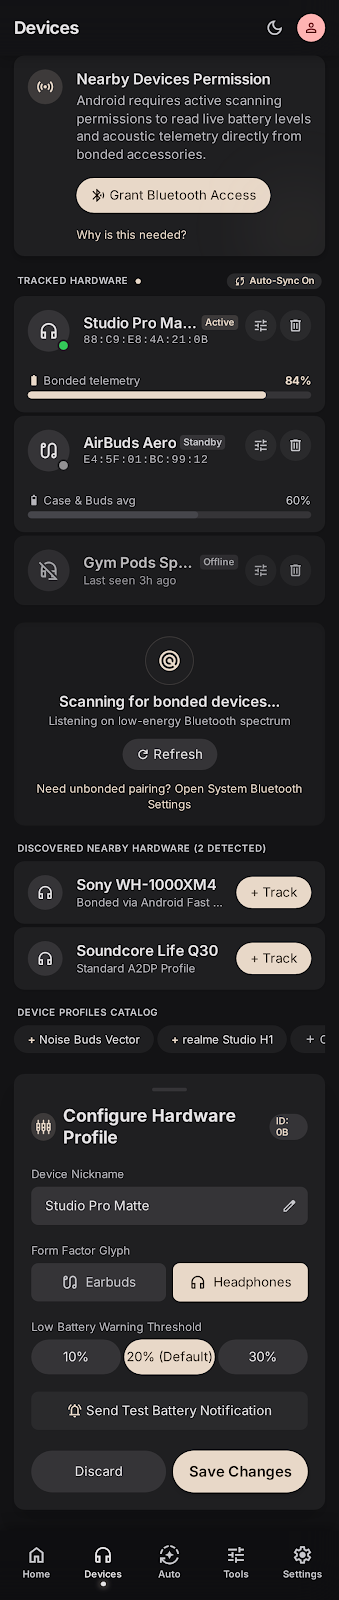 Devices
Nearby Devices Permission
Android requires active scanning
permissions to read live battery levels
and acoustic telemetry directly from
bonded accessories.
Grant Bluetooth Access
Why is this needed?
TRACKED HARDWARE
Auto-Sync On
Studio Pro Ma...
Active
88:C9:E8:4A:21:0B
Bonded telemetry
84%
AirBuds Aero
Standby
E4:5F:01:BC:99:12
Case & Buds avg
60%
Gym Pods Sp...
Offline
Last seen 3h ago
Scanning for bonded devices...
Listening on low-energy Bluetooth spectrum
Refresh
Need unbonded pairing? Open System Bluetooth
Settings
DISCOVERED NEARBY HARDWARE (2 DETECTED)
Sony WH-1000XM4
Bonded via Android Fast ...
+ Track
Soundcore Life Q30
Standard A2DP Profile
+ Track
DEVICE PROFILES CATALOG
+ Noise Buds Vector
+ realme Studio H1
+
Configure Hardware
Profile
ID:
0B
Device Nickname
Studio Pro Matte
Form Factor Glyph
Earbuds
Headphones
Low Battery Warning Threshold
10%
20% (Default)
30%
Send Test Battery Notification
Discard
Save Changes
Home
Devices
Auto
Tools
Settings